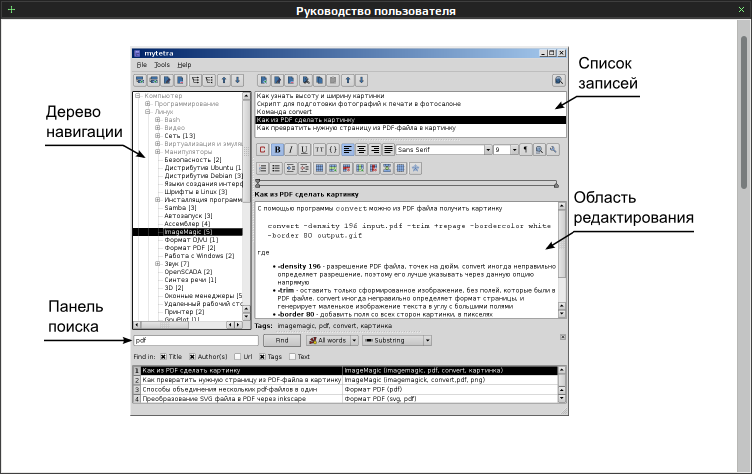 Руководство пользователя
mytetra
File Tools Help
Список
записей
Дерево
навигации
Компьютер
Программирование
Линук
Bash
Видео
Сеть [13]
Манипуляторы
Безопасность [2]
Дистрибутив Ubuntu [1
Дистрибутив Debian [3]
Языки создания интерф
Шрифты в Linux [3]
Инсталляция программ
Samba [3]
Автозапуск [3]
Ассемблер [4]
ImageMagic [5]
Формат DJVU [1]
Формат PDF [2]
Работа с Windows [2]
Звук [7]
OpenSCADA [2]
Синтез речи [1]
3D [2]
Оконные менеджеры [5
Удаленный рабочий сто
Принтер [2]
Как узнать высоту и ширину картинки
Скрипт для подготовки фотографий к печати в фотосалоне
Команда convert
Как из PDF сделать картинку
Как превратить нужную страницу из PDF-файла в картинку
C B I U TT {} Sans Serif 9 ¶
Как из PDF сделать картинку
С помощью программы convert можно из PDF файла получить картинку
convert -density 196 input.pdf -trim +repage -bordercolor white
-border 80 output.gif
где
-density 196 - разрешение PDF файла, точек на дюйм. convert иногда неправильно
определяет разрешение, поэтому его лучше указывать через данную опцию
напрямую
-trim - оставить только сформированное изображение, без полей, которые были в
PDF файле. convert иногда неправильно определяет формат страницы, и
генерирует маленькое изображение текста в углу с большими полями
-border 80 - добавить поля со всех сторон картинки, в пикселях
Tags: imagemagic, pdf, convert, картинка
Область
редактирования
Панель
поиска
pdf Find All words Substring
Find in: Title Author(s) Url Tags Text
1 Как из PDF сделать картинку ImageMagic (imagemagic, pdf, convert, картинка)
2 Как превратить нужную страницу из PDF-файла в картинку ImageMagic (imagemagick, convert,pdf, png)
3 Способы объединения нескольких pdf-файлов в один Формат PDF (pdf)
4 Преобразование SVG файла в PDF через inkscape Формат PDF (svg, pdf)